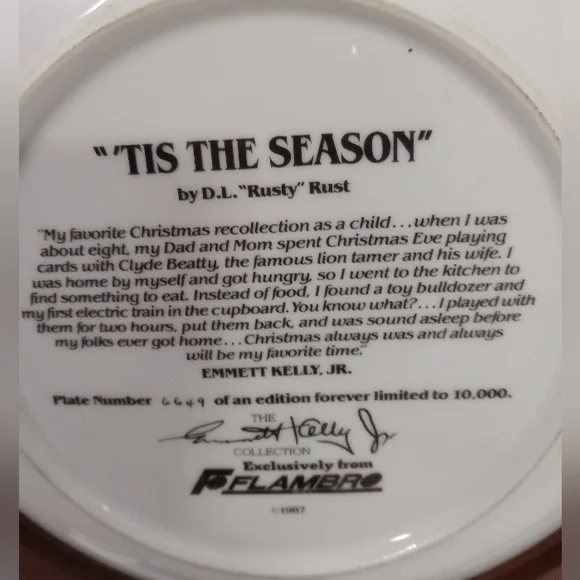 "'TIS THE SEASON"
by D.L. "Rusty" Rust
"My favorite Christmas recollection as a child...when I was
about eight, my Dad and Mom spent Christmas Eve playing
cards with Clyde Beatty, the famous lion tamer and his wife. I
was home by myself and got hungry, so I went to the kitchen to
find something to eat. Instead of food, I found a toy bulldozer and
my first electric train in the cupboard. You know what?...I played with
them for two hours, put them back, and was sound asleep before
my folks ever got home...Christmas always was and always
will be my favorite time."
EMMETT KELLY, JR.
Plate Number 6649 of an edition forever limited to 10,000.
THE
Emmett Kelly Jr
COLLECTION
Exclusively from
FLAMBRO
©1987